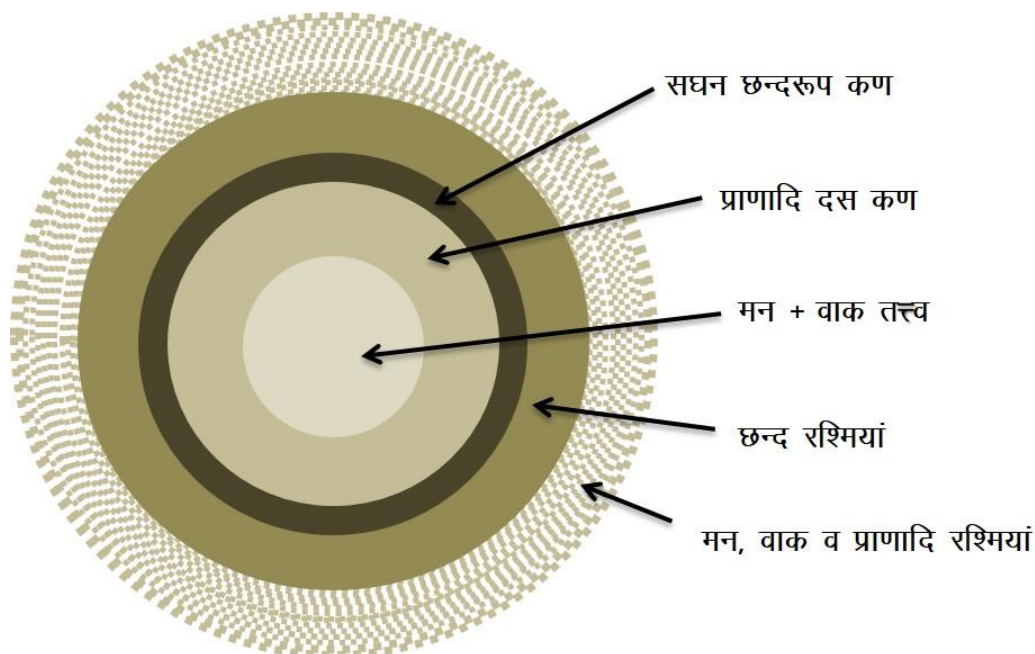 सघन छन्दरूप कण
प्राणादि दस कण
मन + वाक तत्त्व
छन्द रश्मियां
मन, वाक व प्राणादि रश्मियां